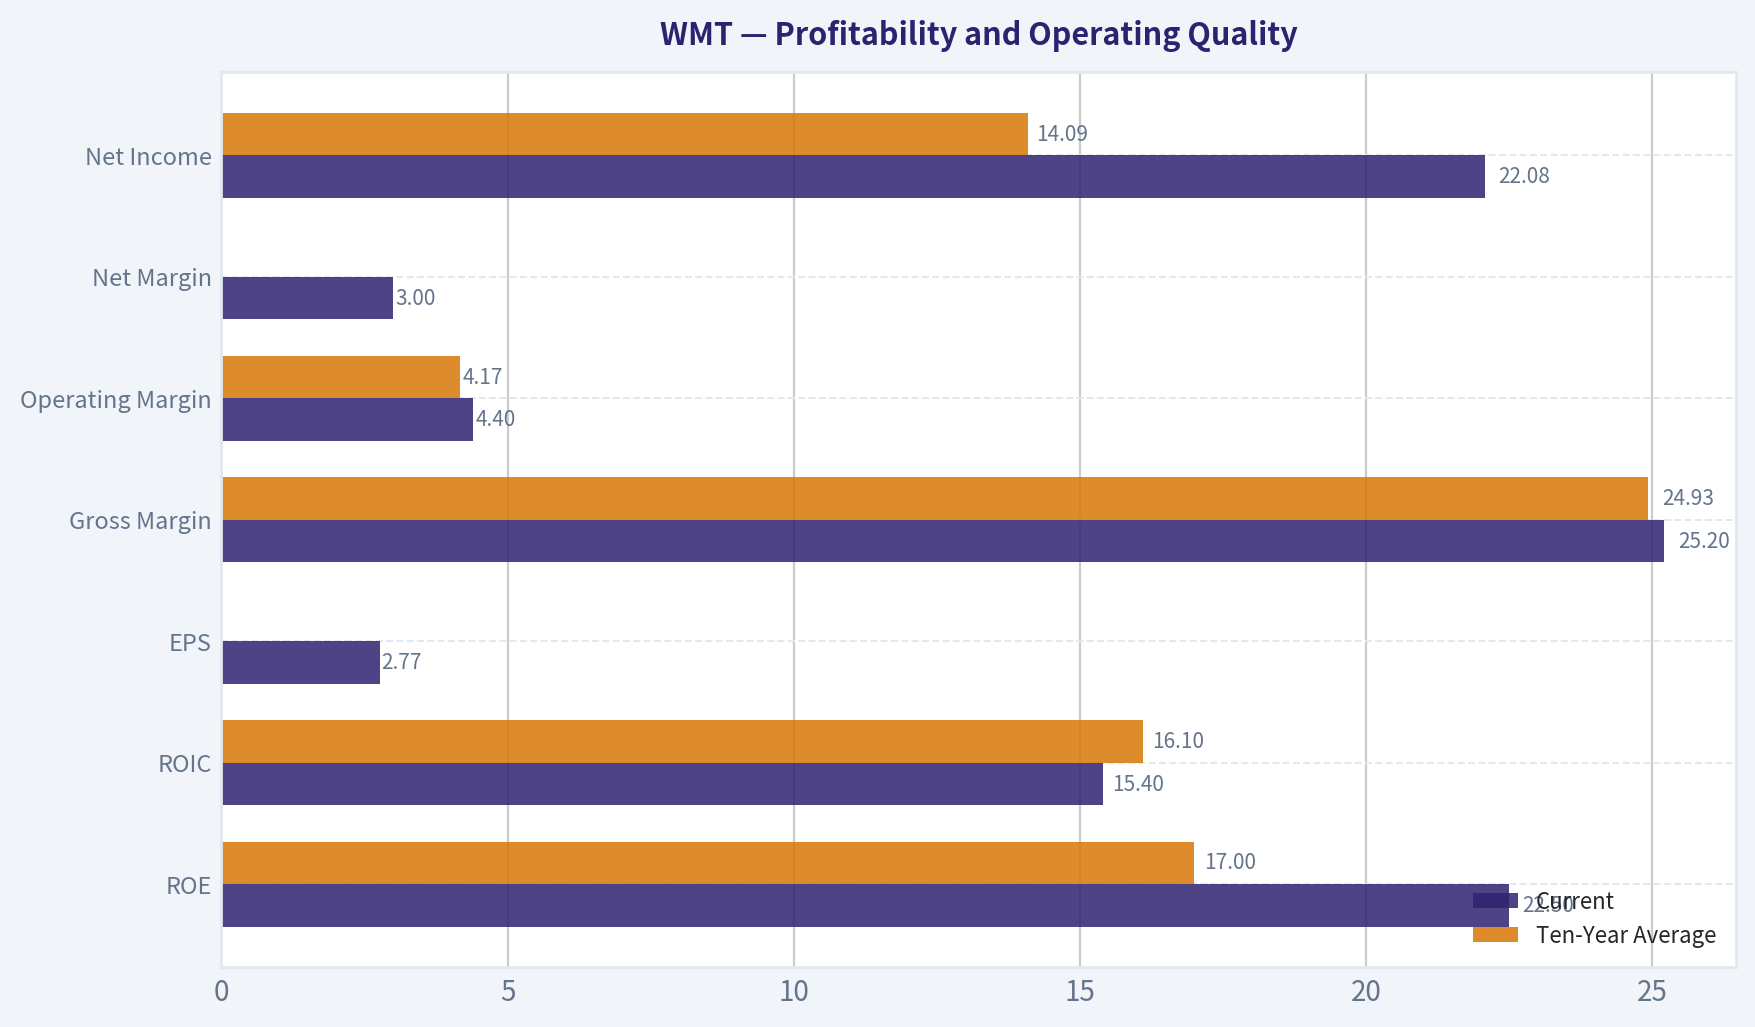 WMT — Profitability and Operating Quality
Net Income
14.09
22.08
Net Margin
3.00
Operating Margin
4.17
4.40
Gross Margin
24.93
25.20
EPS
2.77
ROIC
16.10
15.40
ROE
17.00
22.50
Current
Ten-Year Average
0 5 10 15 20 25